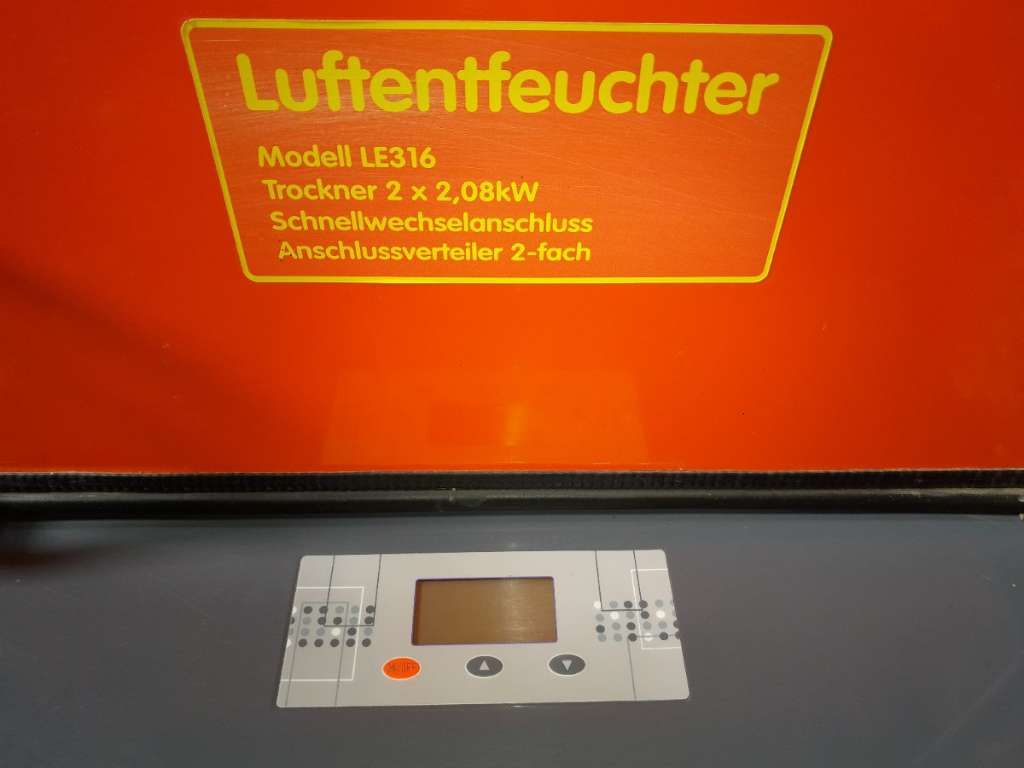 Luftentfeuchter
Modell LE316
Trockner 2 x 2,08kW
Schnellwechselanschluss
Anschlussverteiler 2-fach